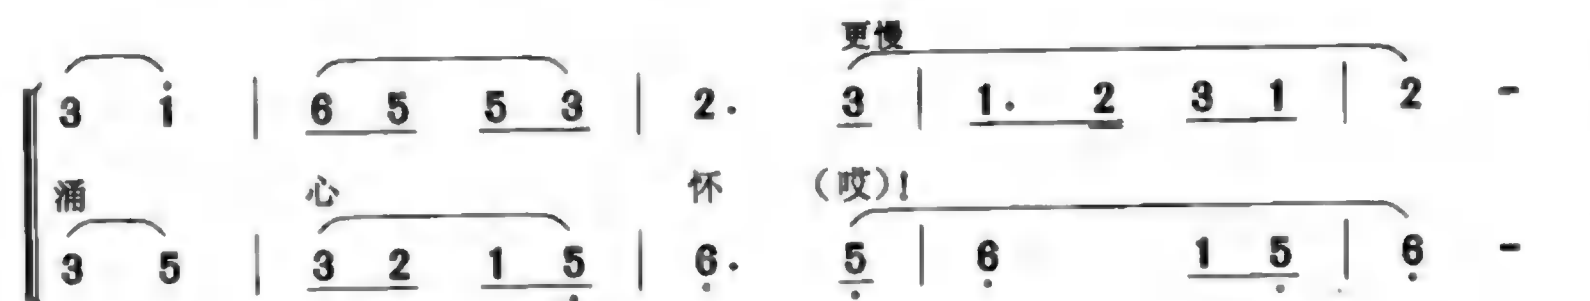 更慢
3 1̇ | 6 5 5 3 | 2. 3 | 1. 2 3 1 | 2 -
涌 心 怀 （哎）！
3 5 | 3 2 1 5̣ | 6̣. 5̣ | 6̣ 1 5̣ | 6̣ -